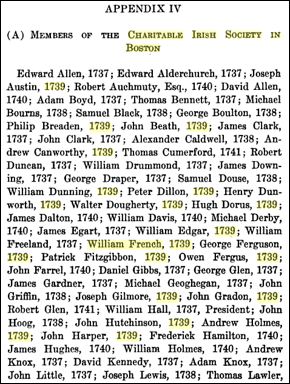 APPENDIX IV
(A) MEMBERS OF THE CHARITABLE IRISH SOCIETY IN
BOSTON
Edward Allen, 1737; Edward Alderchurch, 1737; Joseph
Austin, 1739; Robert Auchmuty, Esq., 1740; David Allen,
1740; Adam Boyd, 1737; Thomas Bennett, 1737; Michael
Bourns, 1738; Samuel Black, 1738; George Boulton, 1738;
Philip Breaden, 1739; John Beath, 1739; James Clark,
1737; John Clark, 1737; Alexander Caldwell, 1738; An-
drew Canworthy, 1739; Thomas Cumerford, 1741; Robert
Duncan, 1737; William Drummond, 1737; James Down-
ing, 1737; George Draper, 1737; Samuel Douse, 1738;
William Dunning, 1739; Peter Dillon, 1739; Henry Dun-
worth, 1739; Walter Dougherty, 1739; Hugh Dorus, 1739;
James Dalton, 1740; William Davis, 1740; Michael Derby,
1740; James Egart, 1737; William Edgar, 1739; William
Freeland, 1737; William French, 1739; George Ferguson,
1739; Patrick Fitzgibbon, 1739; Owen Fergus, 1739;
John Farrel, 1740; Daniel Gibbs, 1737; George Glen, 1737;
James Gardner, 1737; Michael Geoghegan, 1737; John
Griffin, 1738; Joseph Gilmore, 1739; John Gradon, 1739;
Robert Glen, 1741; William Hall, 1737, President; John
Hoog, 1738; John Hutchinson, 1739; Andrew Holmes,
1739; John Harper, 1739; Frederick Hamilton, 1740;
James Hughes, 1740; William Holmes, 1740; Andrew
Knox, 1737; David Kennedy, 1737; Adam Knox, 1737;
John Little, 1737; Joseph Lewis, 1738; Thomas Lawler,